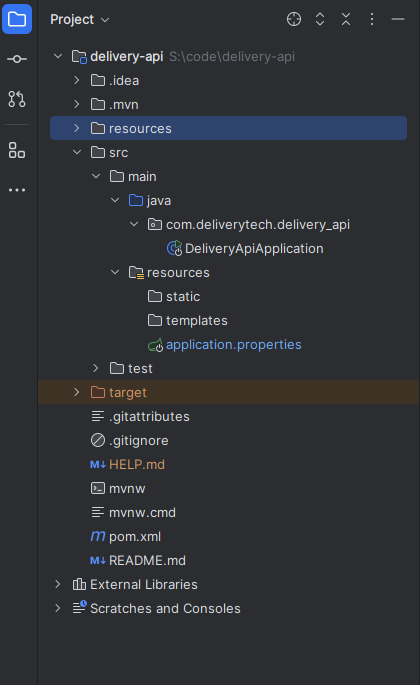 Project
delivery-api S:\code\delivery-api
.idea
.mvn
resources
src
main
java
com.deliverytech.delivery_api
DeliveryApiApplication
resources
static
templates
application.properties
test
target
.gitattributes
.gitignore
M↓ HELP.md
mvnw
mvnw.cmd
m pom.xml
M↓ README.md
External Libraries
Scratches and Consoles